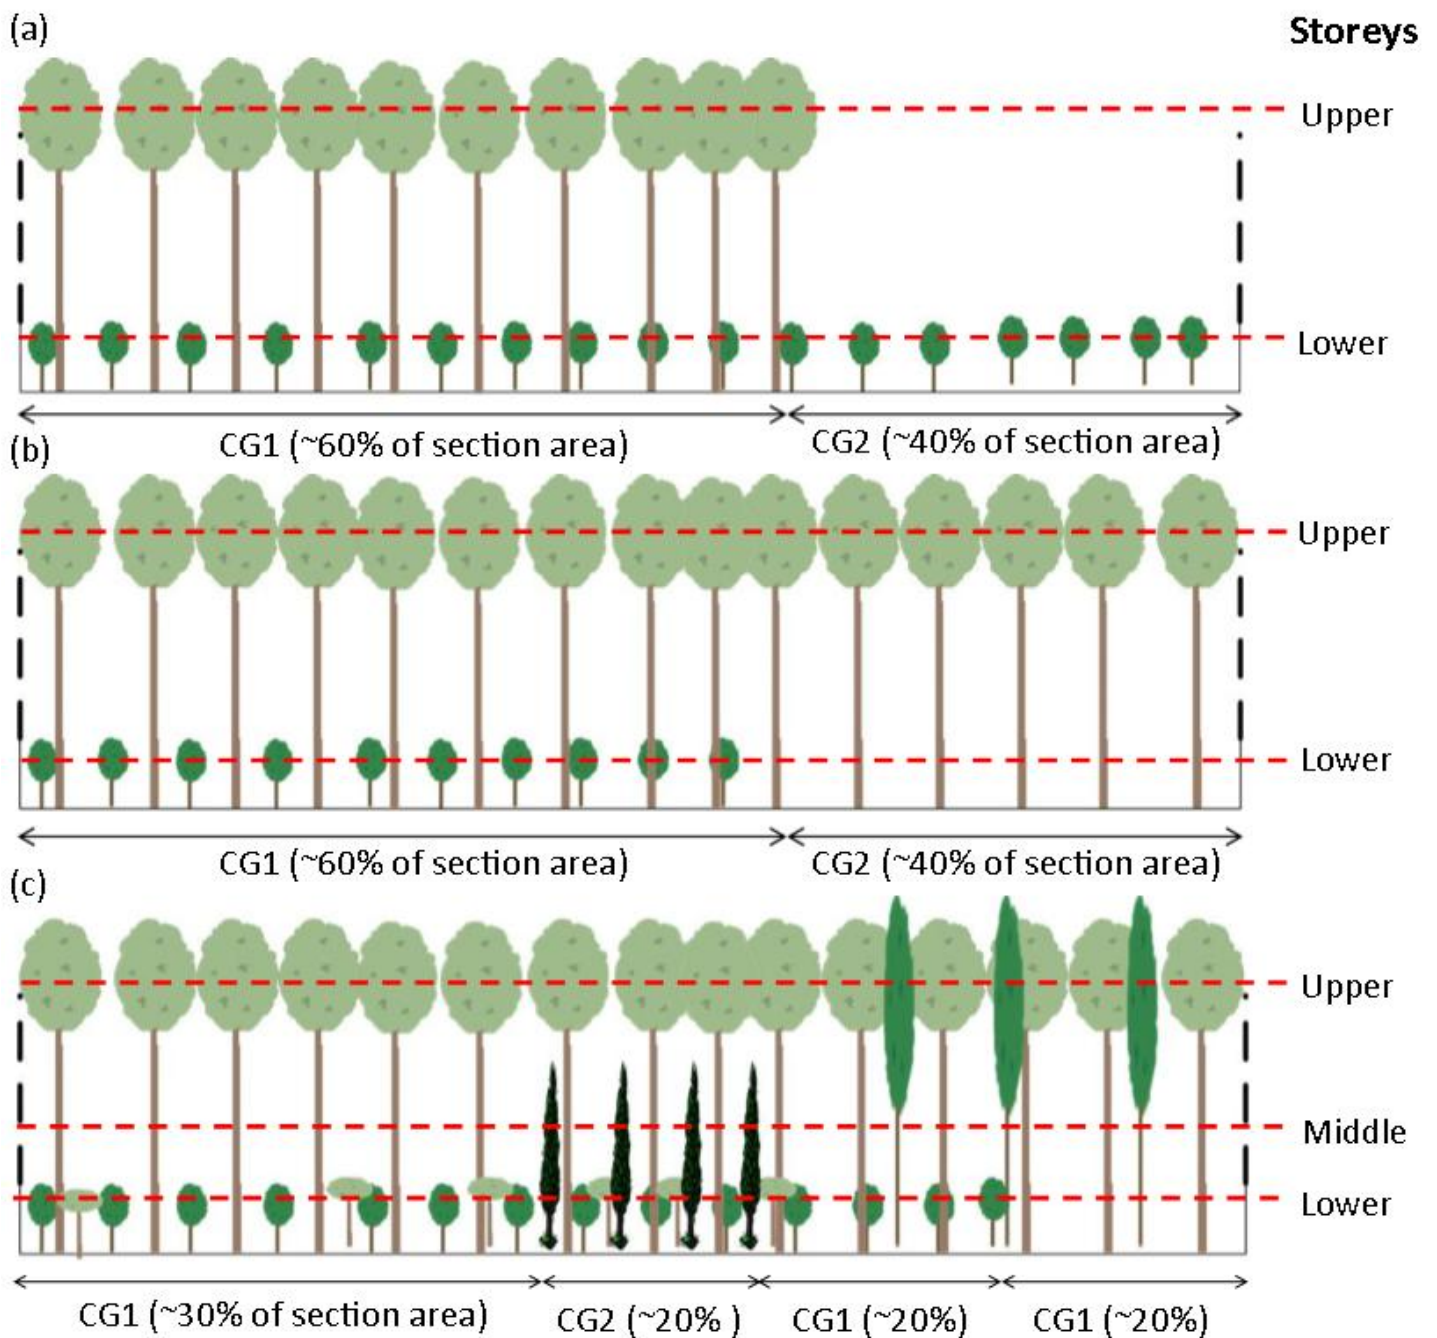 (a)
Storeys
Upper
Lower
CG1 (~60% of section area)
CG2 (~40% of section area)
(b)
Upper
Lower
CG1 (~60% of section area)
CG2 (~40% of section area)
(c)
Upper
Middle
Lower
CG1 (~30% of section area)
CG2 (~20% )
CG1 (~20%)
CG1 (~20%)